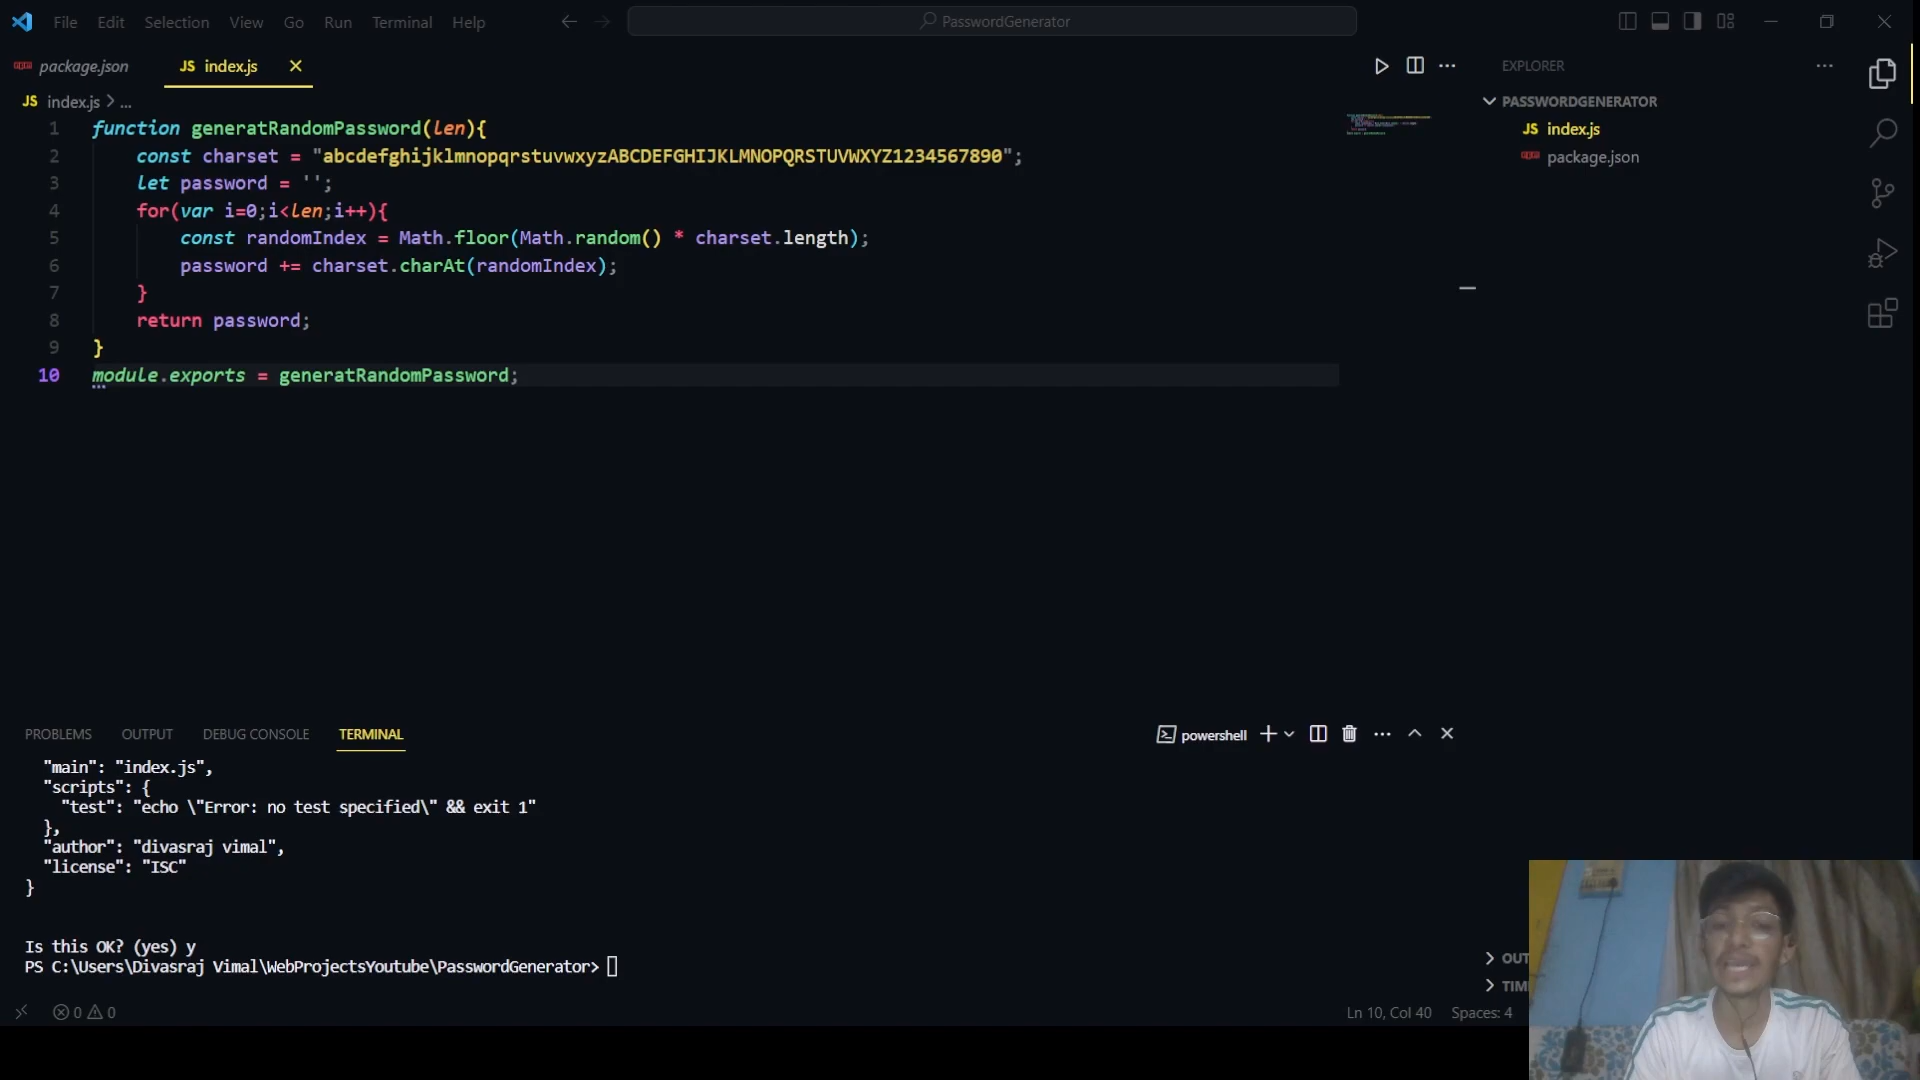 File Edit Selection View Go Run Terminal Help
PasswordGenerator
package.json
JS index.js
EXPLORER
JS index.js > ...
PASSWORDGENERATOR
JS index.js
package.json
1 function generatRandomPassword(len){
2 const charset = "abcdefghijklmnopqrstuvwxyzABCDEFGHIJKLMNOPQRSTUVWXYZ1234567890";
3 let password = '';
4 for(var i=0;i<len;i++){
5 const randomIndex = Math.floor(Math.random() * charset.length);
6 password += charset.charAt(randomIndex);
7 }
8 return password;
9 }
10 module.exports = generatRandomPassword;
PROBLEMS OUTPUT DEBUG CONSOLE TERMINAL
powershell
"main": "index.js",
"scripts": {
"test": "echo \"Error: no test specified\" && exit 1"
},
"author": "divasraj vimal",
"license": "ISC"
}
Is this OK? (yes) y
PS C:\Users\Divasraj Vimal\WebProjectsYoutube\PasswordGenerator>
OUT
TIM
0 0
Ln 10, Col 40 Spaces: 4